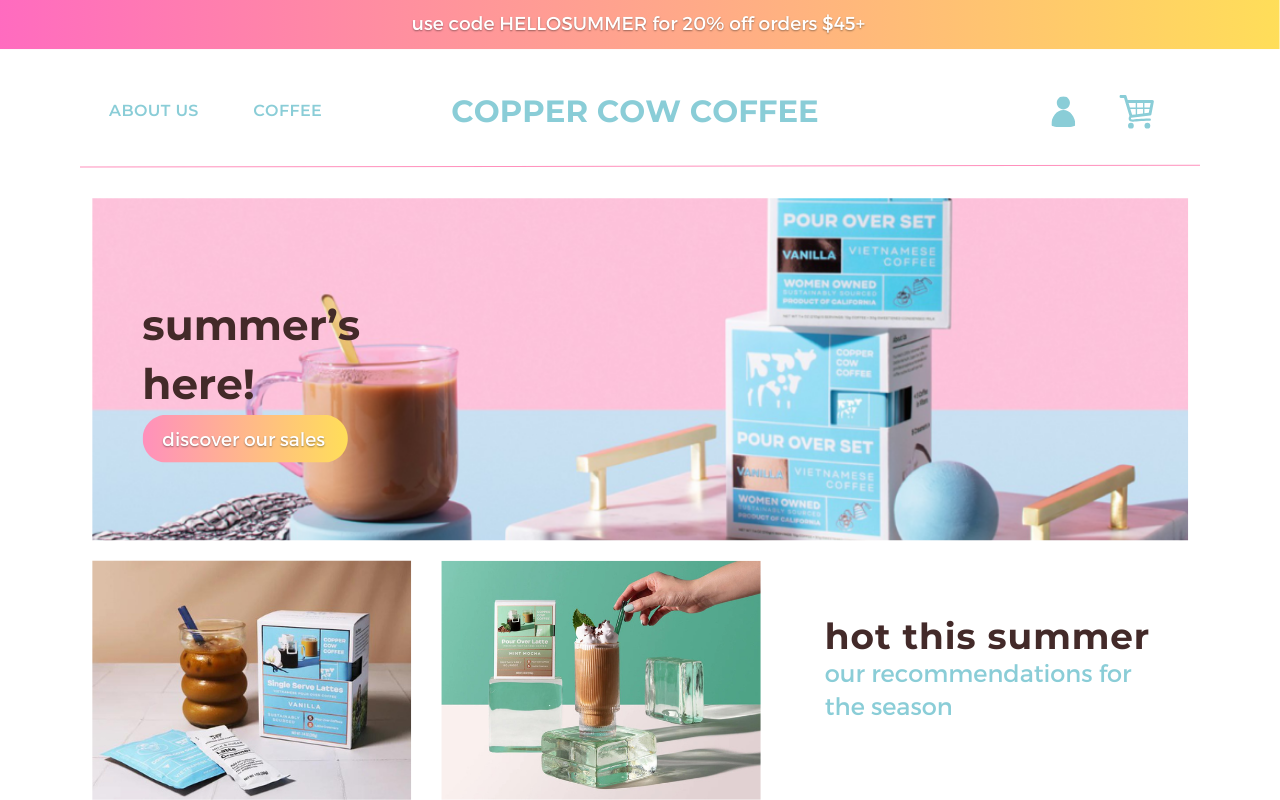 use code HELLOSUMMER for 20% off orders $45+
ABOUT US
COFFEE
COPPER COW COFFEE
summer's
here!
discover our sales
POUR OVER SET
VANILLA
VIETNAMESE
COFFEE
WOMEN OWNED
SUSTAINABLY SOURCED
PRODUCT OF CALIFORNIA
COPPER
COW
COFFEE
POUR OVER SET
VANILLA
VIETNAMESE
COFFEE
WOMEN OWNED
SUSTAINABLY SOURCED
PRODUCT OF CALIFORNIA
COPPER
COW
COFFEE
Single Serve Lattes
VANILLA
SUSTAINABLY
Latte
Creamer
Pour Over Latte
MINT MOCHA
hot this summer
our recommendations for
the season